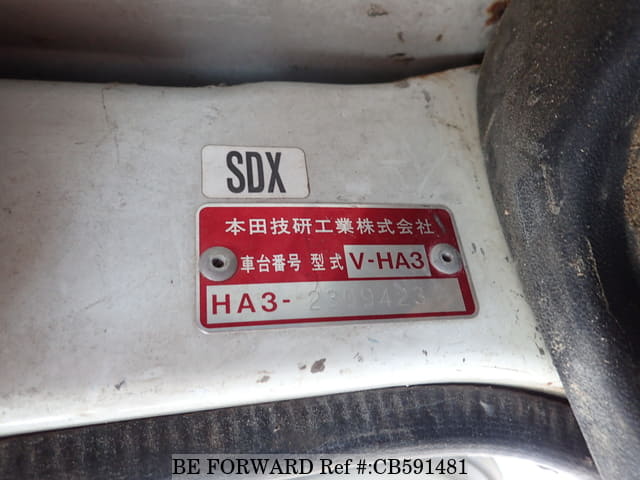 SDX
本田技研工業株式会社
車台番号 型式 V-HA3
HA3-
BE FORWARD Ref #:CB591481